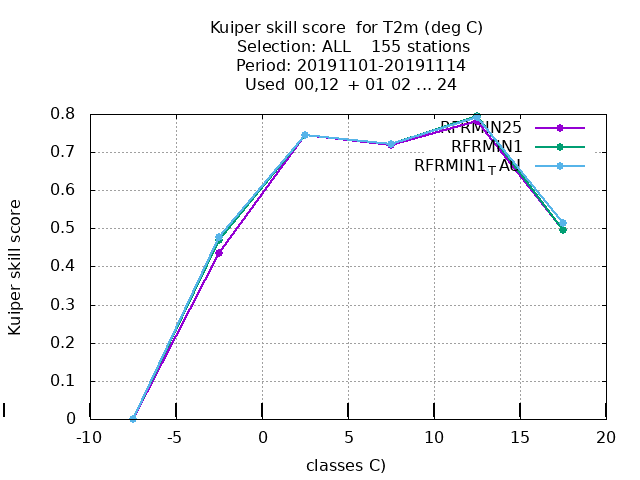 Kuiper skill score for T2m (deg C)
Selection: ALL 155 stations
Period: 20191101-20191114
Used 00,12 + 01 02 ... 24
RFRMIN25
RFRMIN1
RFRMIN1TAU
Kuiper skill score
0.8
0.7
0.6
0.5
0.4
0.3
0.2
0.1
0
-10 -5 0 5 10 15 20
classes C)